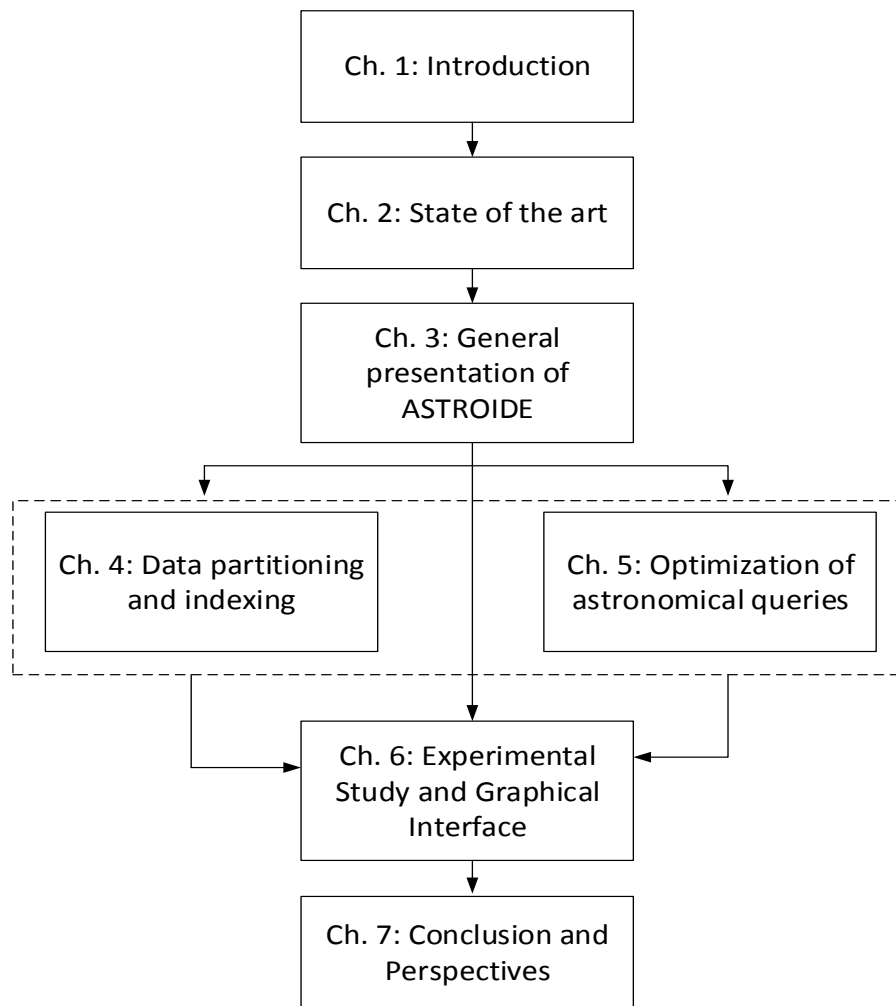 Ch. 1: Introduction
Ch. 2: State of the art
Ch. 3: General
presentation of
ASTROIDE
Ch. 4: Data partitioning
and indexing
Ch. 5: Optimization of
astronomical queries
Ch. 6: Experimental
Study and Graphical
Interface
Ch. 7: Conclusion and
Perspectives